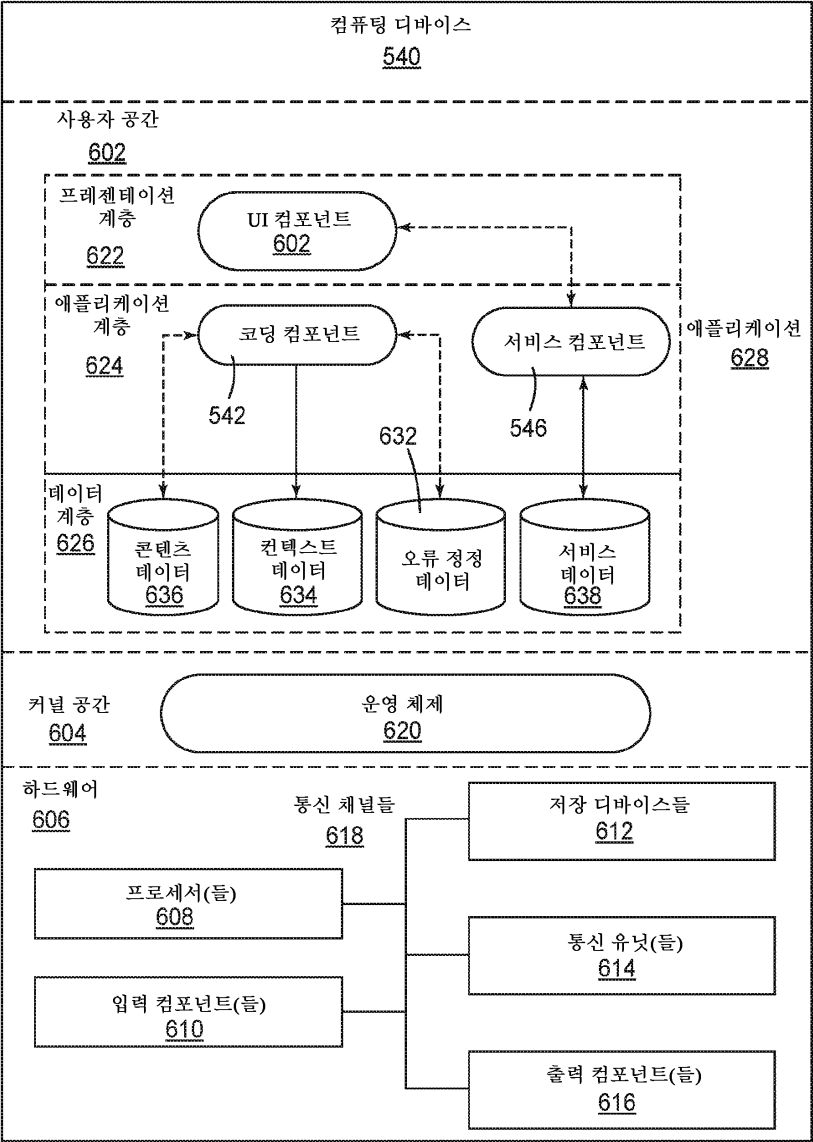 컴퓨팅 디바이스
540
사용자 공간
602
프레젠테이션
계층
622
UI 컴포넌트
602
애플리케이션
계층
624
코딩 컴포넌트
542
서비스 컴포넌트
546
애플리케이션
628
632
데이터
계층
626
콘텐츠
데이터
636
컨텍스트
데이터
634
오류 정정
데이터
서비스
데이터
638
커널 공간
604
운영 체제
620
하드웨어
606
통신 채널들
618
저장 디바이스들
612
프로세서(들)
608
통신 유닛(들)
614
입력 컴포넌트(들)
610
출력 컴포넌트(들)
616